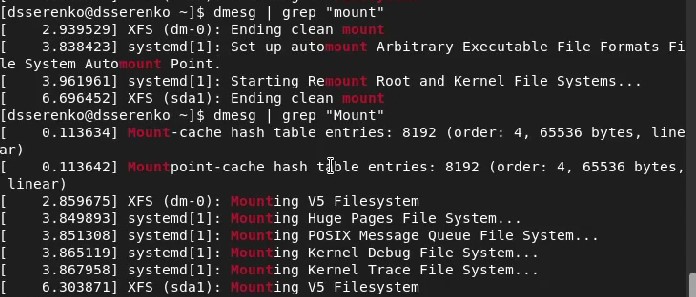 [dsserenko@dsserenko ~]$ dmesg | grep "mount"
[    2.939529] XFS (dm-0): Ending clean mount
[    3.838423] systemd[1]: Set up automount Arbitrary Executable File Formats Fi
le System Automount Point.
[    3.961961] systemd[1]: Starting Remount Root and Kernel File Systems...
[    6.696452] XFS (sda1): Ending clean mount
[dsserenko@dsserenko ~]$ dmesg | grep "Mount"
[    0.113634] Mount-cache hash table entries: 8192 (order: 4, 65536 bytes, line
ar)
[    0.113642] Mountpoint-cache hash table entries: 8192 (order: 4, 65536 bytes,
 linear)
[    2.859675] XFS (dm-0): Mounting V5 Filesystem
[    3.849893] systemd[1]: Mounting Huge Pages File System...
[    3.851308] systemd[1]: Mounting POSIX Message Queue File System...
[    3.865119] systemd[1]: Mounting Kernel Debug File System...
[    3.867958] systemd[1]: Mounting Kernel Trace File System...
[    6.303871] XFS (sda1): Mounting V5 Filesystem